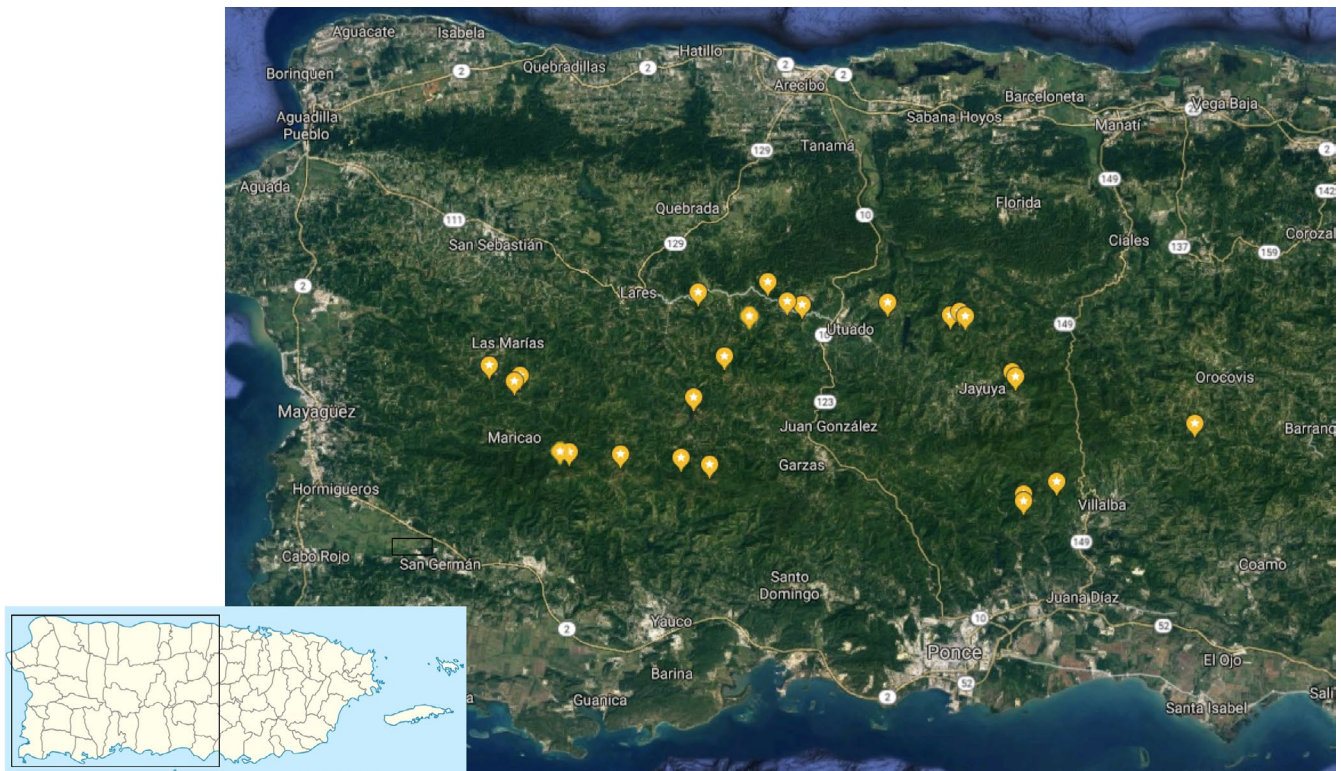 Aguacate
Isabela
Hatillo
2
Quebradillas
2
2
2
Borinquen
Arecibo
Barceloneta
Vega Baja
Aguadilla
Pueblo
Sabana Hoyos
Manatí
2
Tanamá
129
2
Aguada
149
142
Quebrada
Florida
111
10
San Sebastián
129
Ciales
137
Corozal
159
2
Lares
149
Utuado
10
Las Marías
Jayuya
Orocovis
Mayagüez
123
Maricao
Juan González
Barranq
Garzas
Hormigueros
Villalba
149
Cabo Rojo
San Germán
Coamo
Santo
Domingo
Juana Díaz
10
52
Yauco
2
Ponce
El Ojo
Barina
52
Guanica
2
Santa Isabel
Sali
a